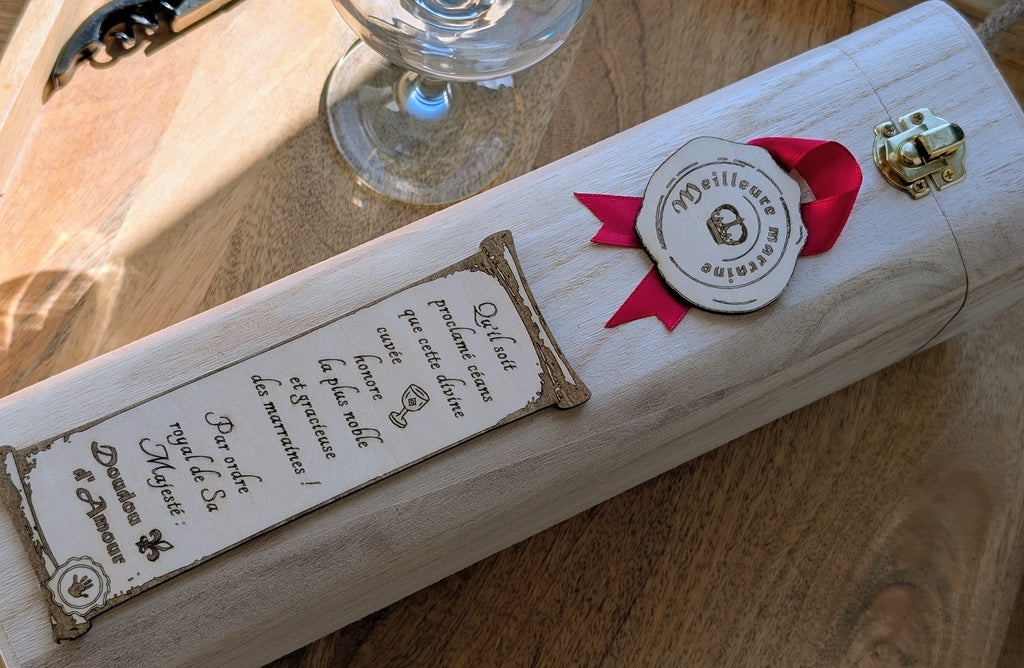 Meilleure marraine
Qu'il soit
proclamé céans
que cette divine
cuvée
honore
la plus noble
et gracieuse
des marraines !
Par ordre
royal de Sa
Majesté :
Doudou
d'Amour